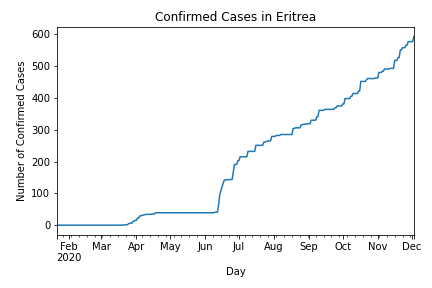 Confirmed Cases in Eritrea
Number of Confirmed Cases
600
500
400
300
200
100
0
Feb Mar Apr May Jun Jul Aug Sep Oct Nov Dec
2020
Day